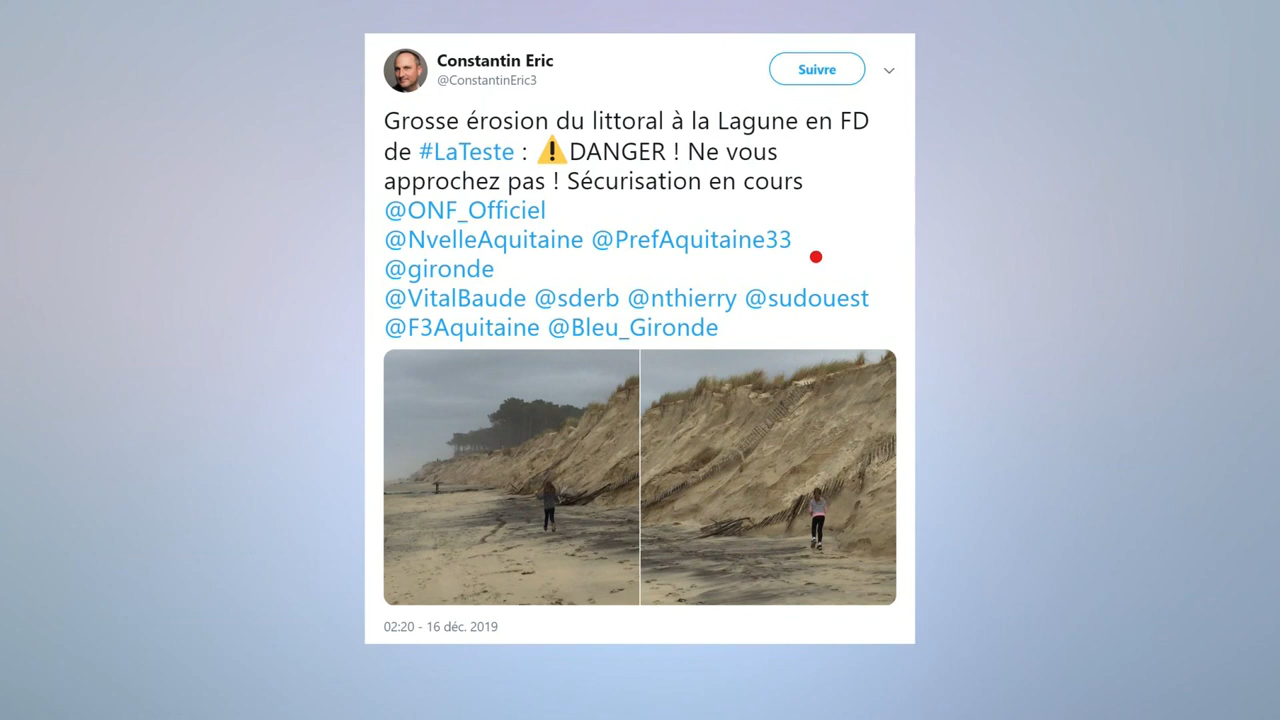 Constantin Eric
@ConstantinEric3
Suivre
Grosse érosion du littoral à la Lagune en FD
de #LaTeste : ⚠️DANGER ! Ne vous
approchez pas ! Sécurisation en cours
@ONF_Officiel
@NvelleAquitaine @PrefAquitaine33
@gironde
@VitalBaude @sderb @nthierry @sudouest
@F3Aquitaine @Bleu_Gironde
02:20 - 16 déc. 2019